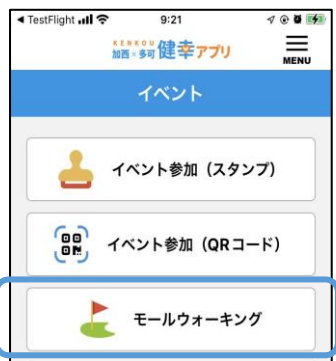 ◀ TestFlight 9:21
KENKOU
加西×多可 健幸アプリ
MENU
イベント
イベント参加（スタンプ）
イベント参加（QRコード）
モールウォーキング